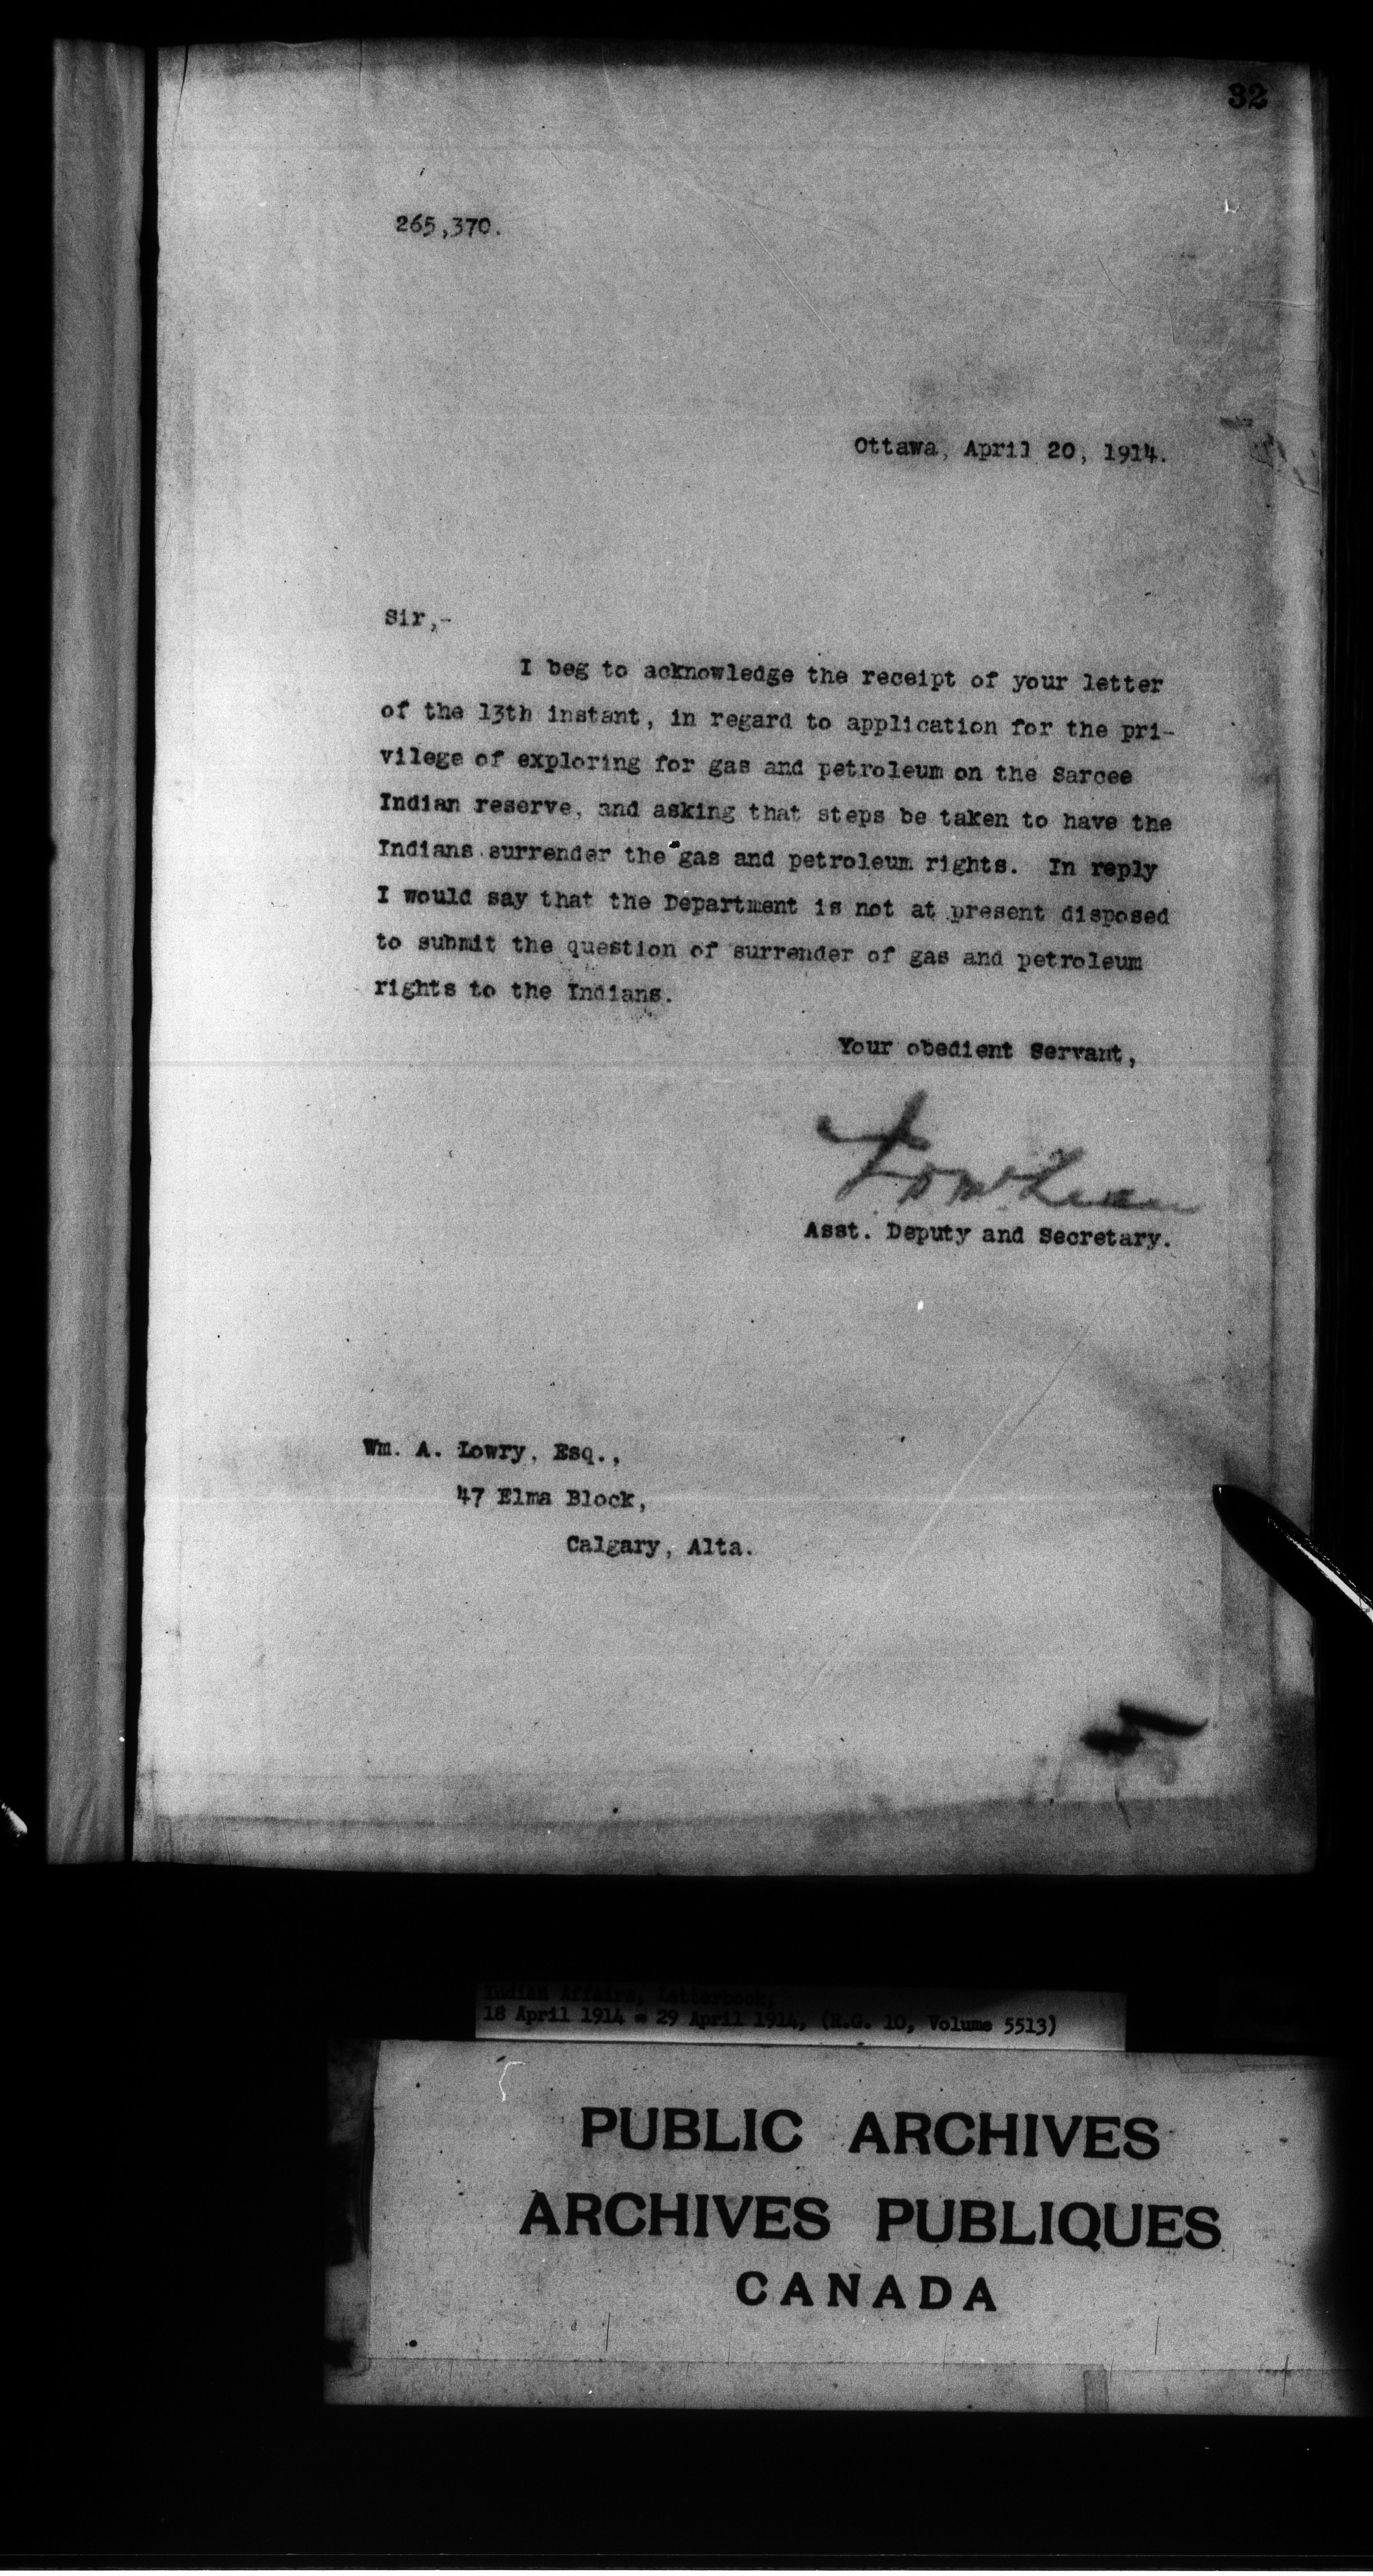 32
265,370.
Ottawa, April 20, 1914.
Sir,-
I beg to acknowledge the receipt of your letter
of the 13th instant, in regard to application for the pri-
vilege of exploring for gas and petroleum on the Sarcee
Indian reserve, and asking that steps be taken to have the
Indians surrender the gas and petroleum rights. In reply
I would say that the Department is not at present disposed
to submit the question of surrender of gas and petroleum
rights to the Indians.
Your obedient Servant,
Asst. Deputy and Secretary.
Wm. A. Lowry, Esq.,
47 Elma Block,
Calgary, Alta.
Indian Affairs, Letterbook,
18 April 1914 - 29 April 1914, (R.G. 10, Volume 5513)
PUBLIC ARCHIVES
ARCHIVES PUBLIQUES
CANADA